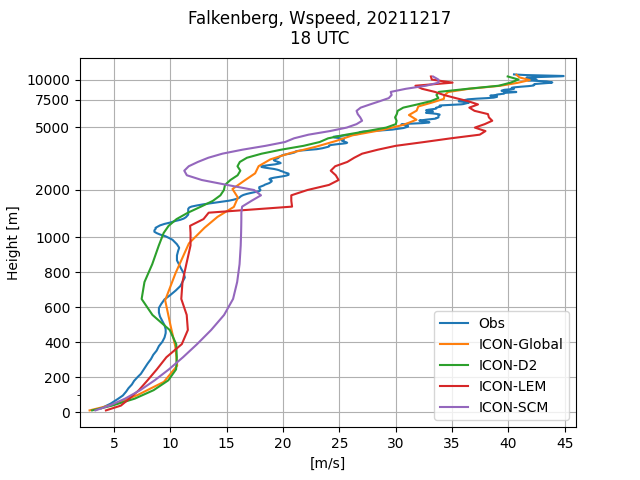 Falkenberg, Wspeed, 20211217
18 UTC
Height [m]
10000
7500
5000
2000
1000
800
600
400
200
0
5
10
15
20
25
30
35
40
45
[m/s]
Obs
ICON-Global
ICON-D2
ICON-LEM
ICON-SCM